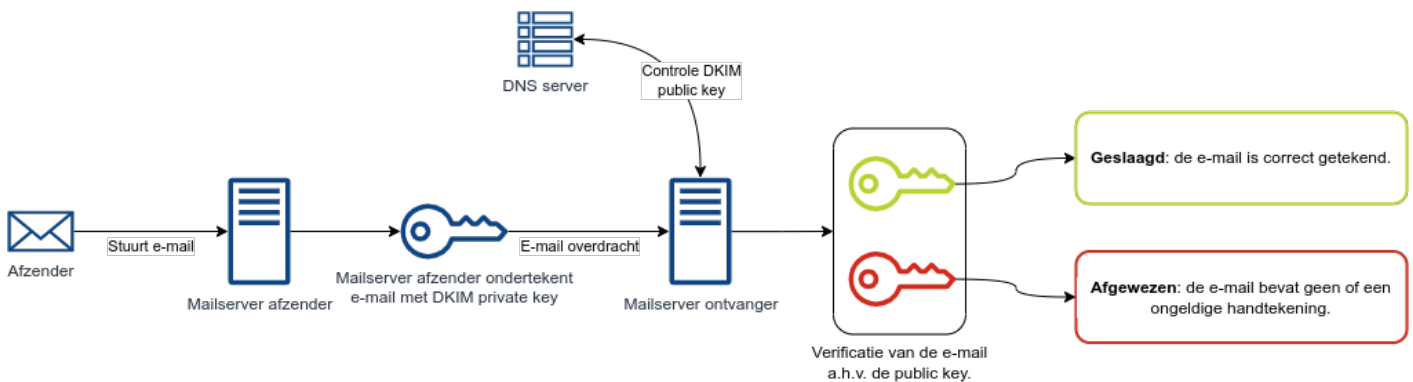 DNS server
Controle DKIM
public key
Afzender
Stuurt e-mail
Mailserver afzender
Mailserver afzender ondertekent
e-mail met DKIM private key
E-mail overdracht
Mailserver ontvanger
Verificatie van de e-mail
a.h.v. de public key.
Geslaagd: de e-mail is correct getekend.
Afgewezen: de e-mail bevat geen of een
ongeldige handtekening.